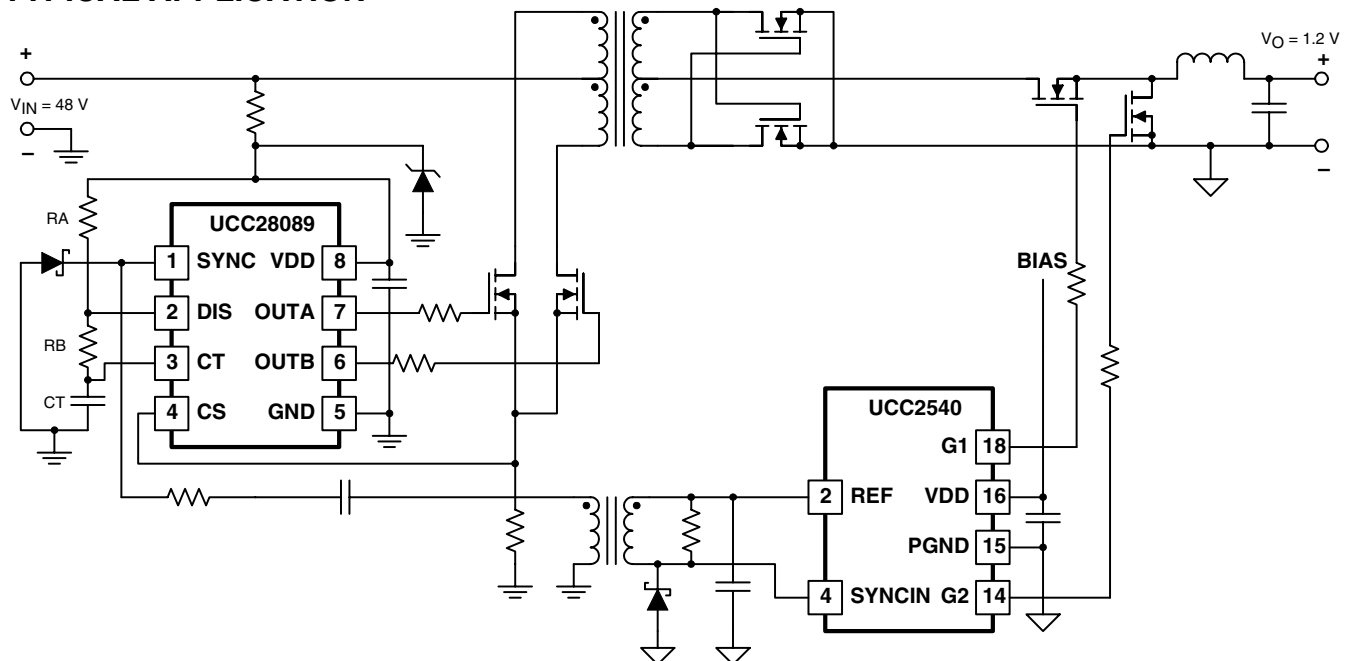 +
V_IN = 48 V
–
V_O = 1.2 V
+
–
RA
RB
CT
UCC28089
1 SYNC VDD 8
2 DIS OUTA 7
3 CT OUTB 6
4 CS GND 5
BIAS
UCC2540
G1 18
2 REF VDD 16
PGND 15
4 SYNCIN G2 14